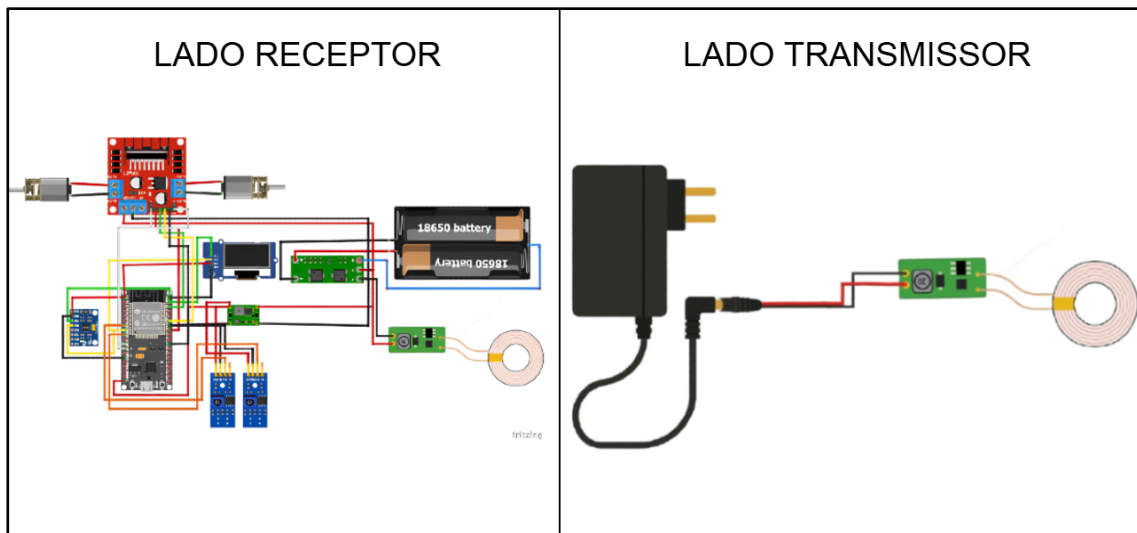 LADO RECEPTOR
LADO TRANSMISSOR
18650 battery
18650 battery
fritzing